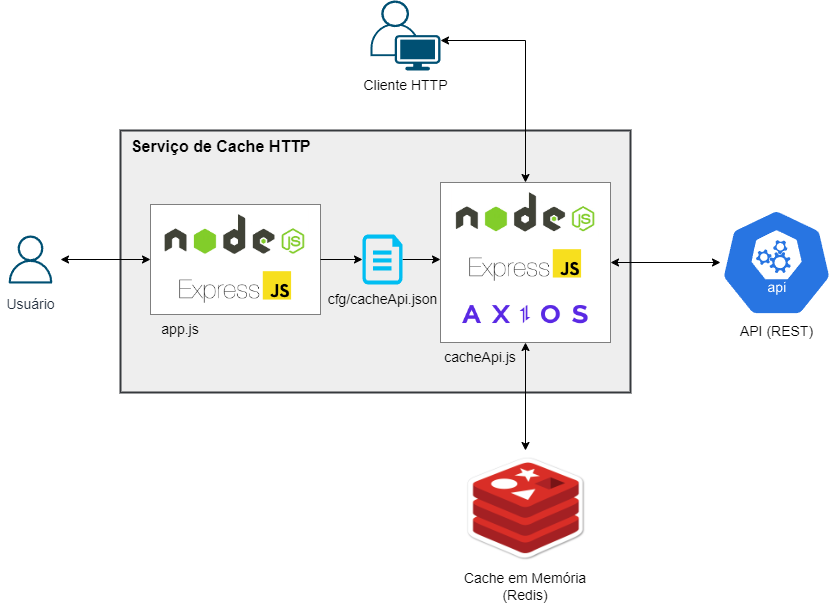 Cliente HTTP
Serviço de Cache HTTP
node JS
Express JS
app.js
cfg/cacheApi.json
node JS
Express JS
AXIOS
cacheApi.js
Usuário
api
API (REST)
Cache em Memória
(Redis)